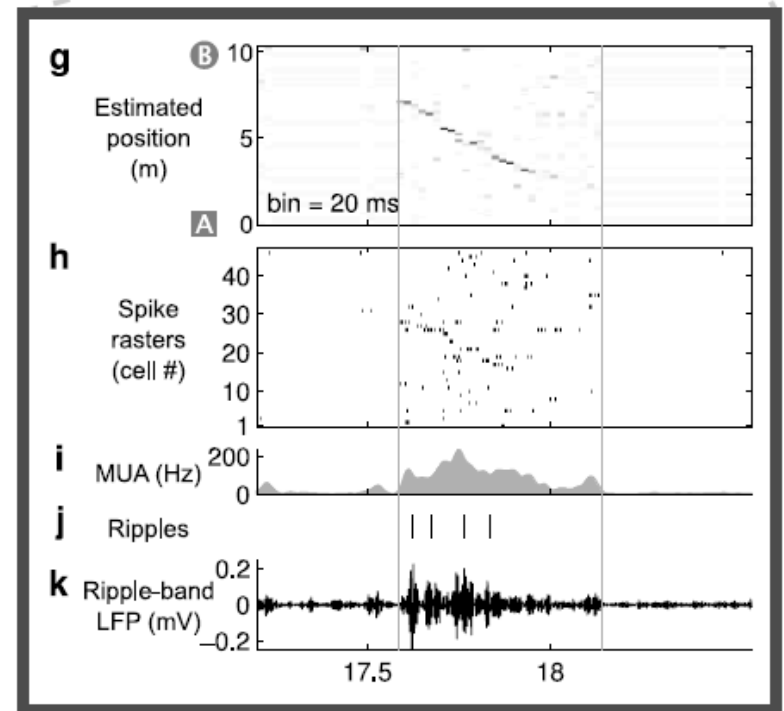 g
B
10
Estimated
position
(m)
5
bin = 20 ms
0
A
h
40
Spike
rasters
(cell #)
30
20
10
1
i
MUA (Hz)
200
0
j
Ripples
k
Ripple-band
LFP (mV)
0.2
0
–0.2
17.5
18